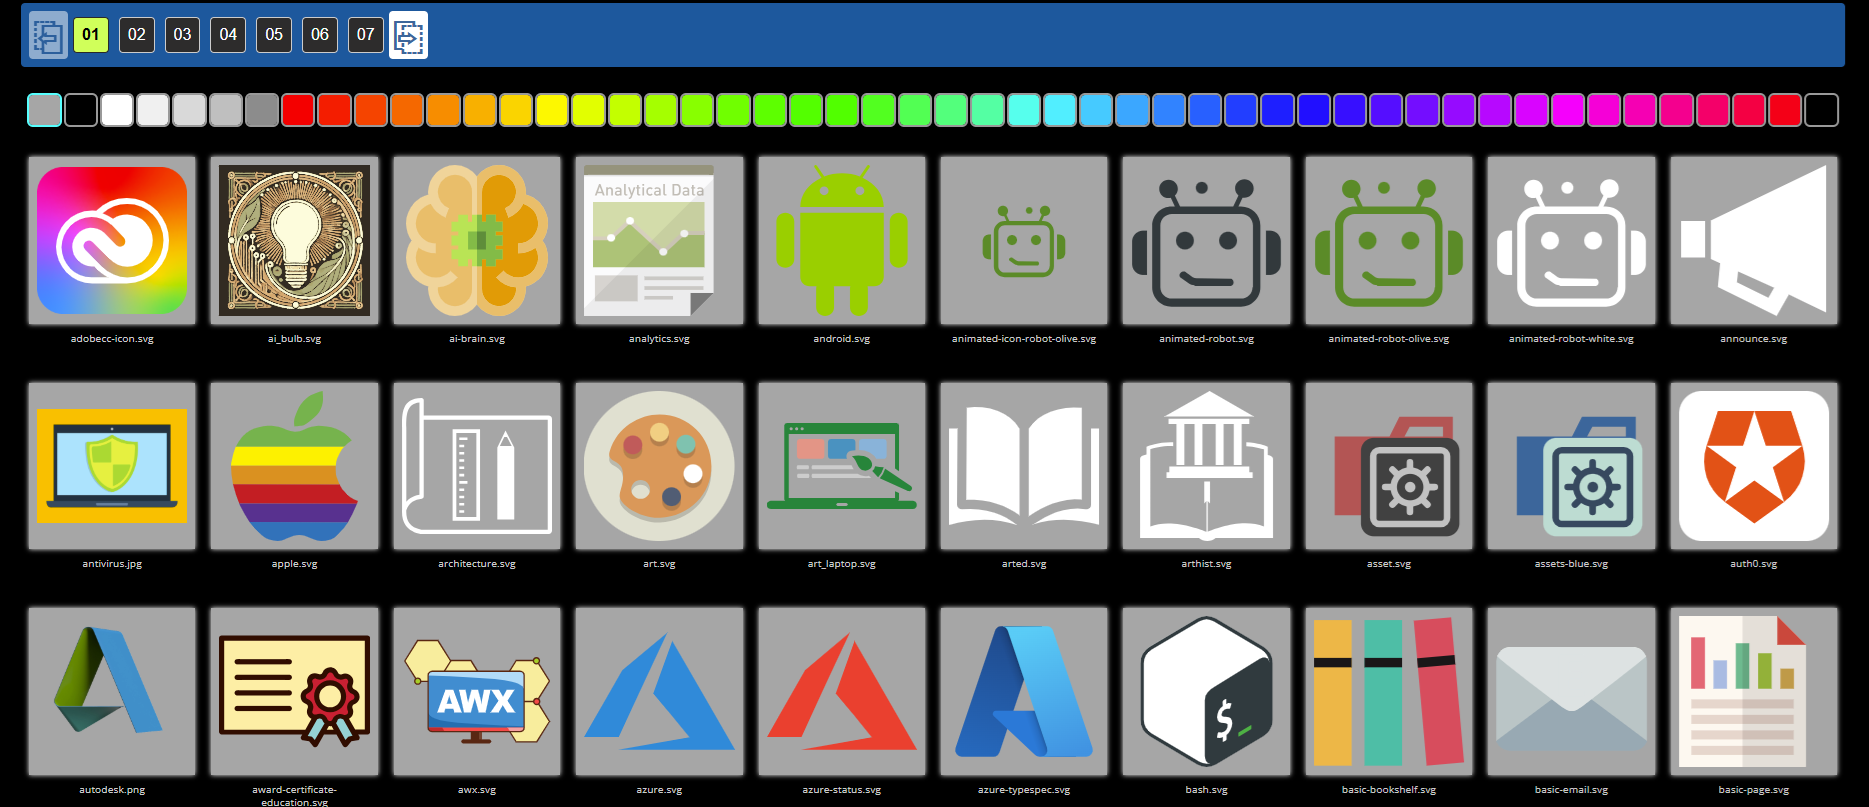 01 02 03 04 05 06 07
Analytical Data
adobecc-icon.svg ai_bulb.svg ai-brain.svg analytics.svg android.svg animated-icon-robot-olive.svg animated-robot.svg animated-robot-olive.svg animated-robot-white.svg announce.svg
antivirus.jpg apple.svg architecture.svg art.svg art_laptop.svg arted.svg arthist.svg asset.svg assets-blue.svg auth0.svg
AWX
$_
autodesk.png award-certificate-education.svg awx.svg azure.svg azure-status.svg azure-typespec.svg bash.svg basic-bookshelf.svg basic-email.svg basic-page.svg